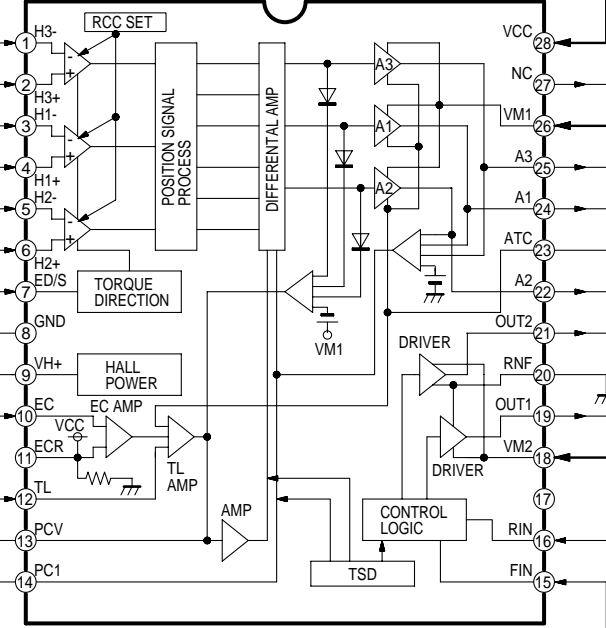 RCC SET
H3-
1
-
+
2
H3+
H1-
3
-
+
4
H1+
H2-
5
-
+
6
H2+
ED/S
7
TORQUE
DIRECTION
GND
8
VH+
9
HALL
POWER
EC
10
EC AMP
VCC
ECR
11
TL
AMP
TL
12
PCV
13
AMP
PC1
14
POSITION SIGNAL
PROCESS
DIFFERENTAL AMP
A3
A1
A2
VM1
DRIVER
DRIVER
CONTROL
LOGIC
TSD
VCC
28
NC
27
VM1
26
A3
25
A1
24
ATC
23
A2
22
OUT2
21
RNF
20
OUT1
19
VM2
18
17
RIN
16
FIN
15